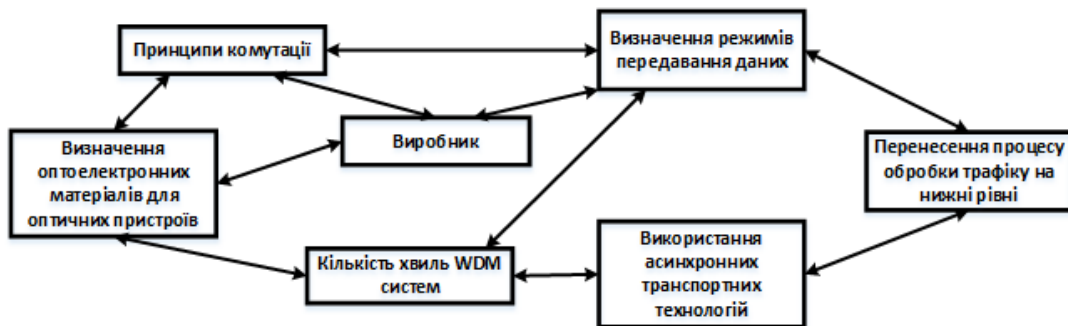 Принципи комутації
Визначення режимів
передавання даних
Виробник
Визначення
оптоелектронних
матеріалів для
оптичних пристроїв
Перенесення процесу
обробки трафіку на
нижні рівні
Кількість хвиль WDM
систем
Використання
асинхронних
транспортних
технологій